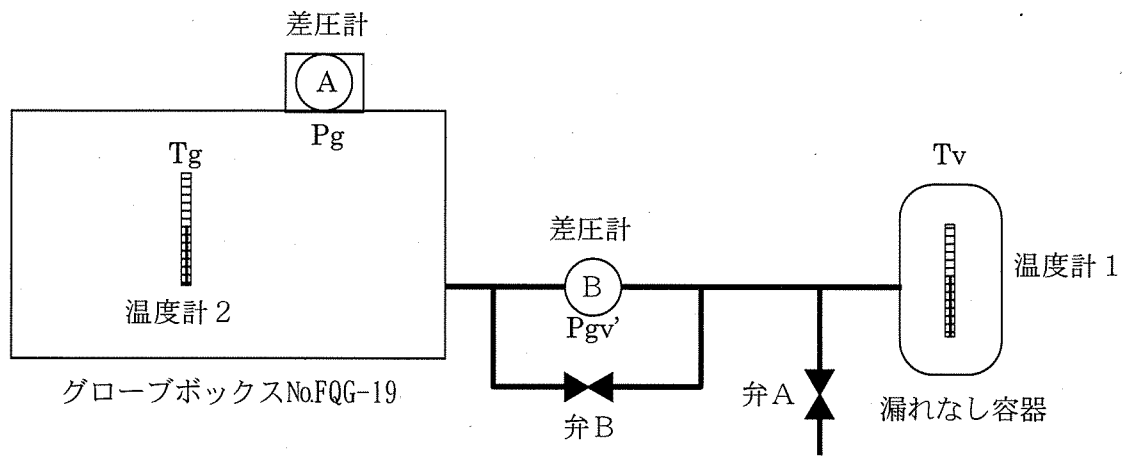 差圧計
A
Pg
Tg
温度計2
グローブボックスNo.FQG-19
差圧計
B
Pgv'
弁B
弁A
Tv
温度計1
漏れなし容器